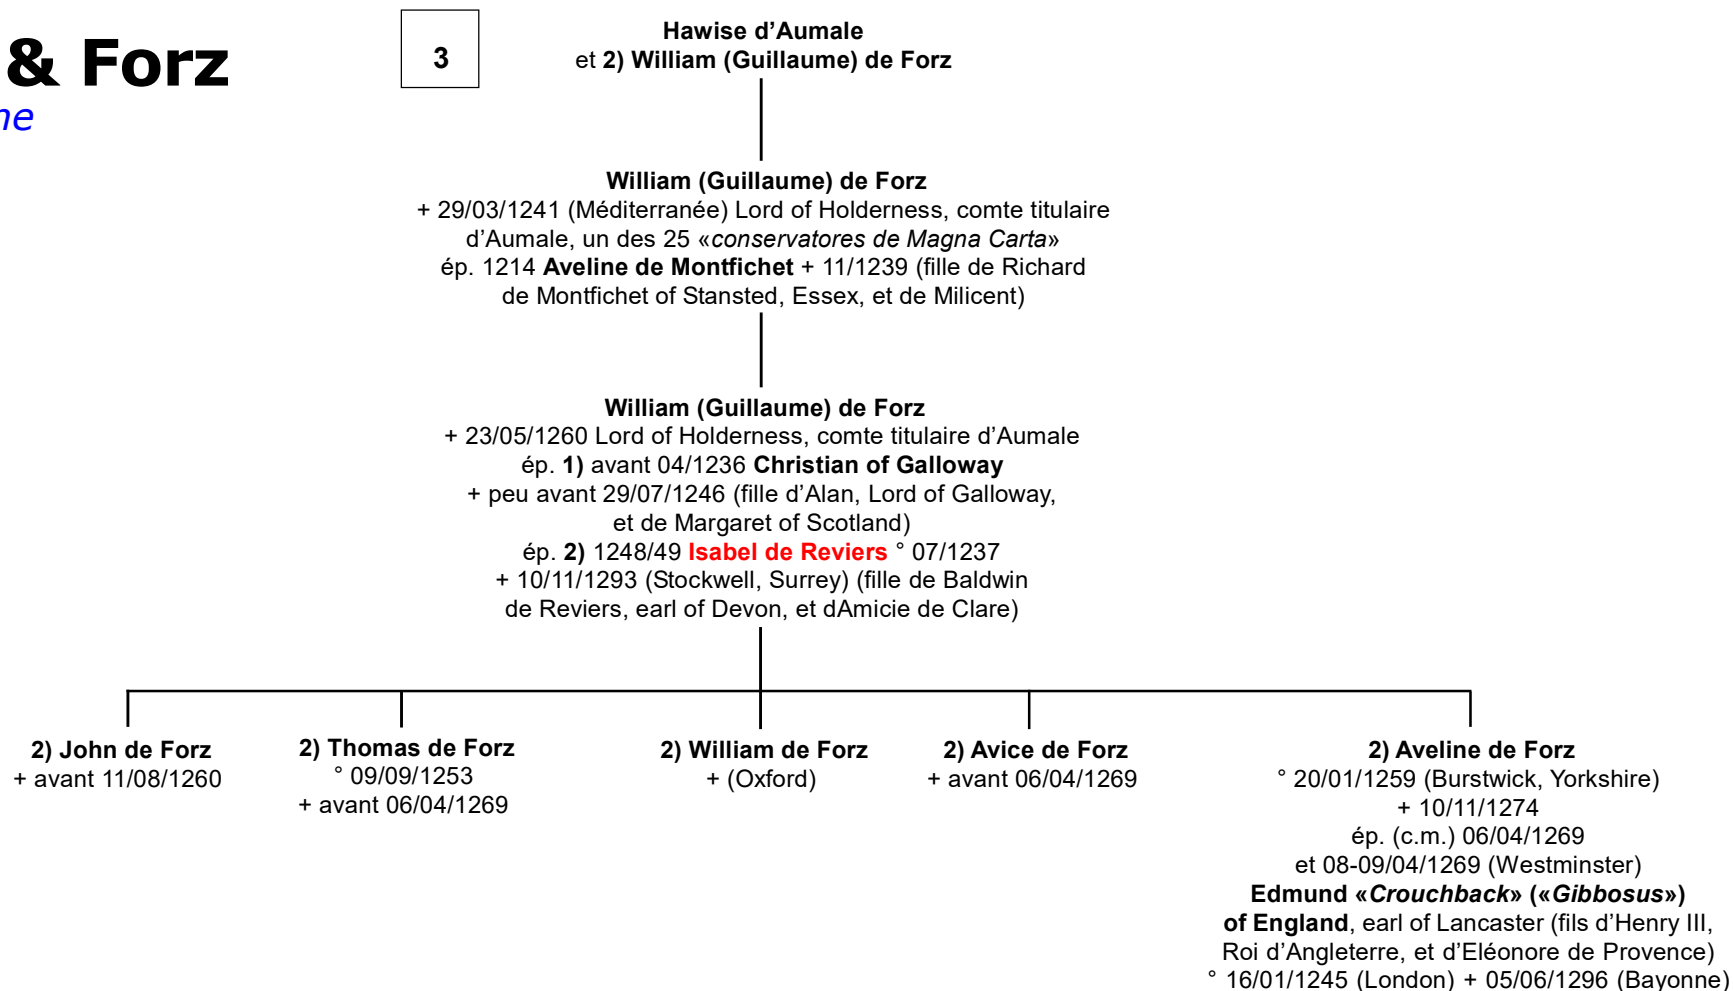 & Forz
ne
3
Hawise d’Aumale
et 2) William (Guillaume) de Forz
William (Guillaume) de Forz
+ 29/03/1241 (Méditerranée) Lord of Holderness, comte titulaire
d’Aumale, un des 25 «conservatores de Magna Carta»
ép. 1214 Aveline de Montfichet + 11/1239 (fille de Richard
de Montfichet of Stansted, Essex, et de Milicent)
William (Guillaume) de Forz
+ 23/05/1260 Lord of Holderness, comte titulaire d’Aumale
ép. 1) avant 04/1236 Christian of Galloway
+ peu avant 29/07/1246 (fille d’Alan, Lord of Galloway,
et de Margaret of Scotland)
ép. 2) 1248/49 Isabel de Reviers ° 07/1237
+ 10/11/1293 (Stockwell, Surrey) (fille de Baldwin
de Reviers, earl of Devon, et dAmicie de Clare)
2) John de Forz
+ avant 11/08/1260
2) Thomas de Forz
° 09/09/1253
+ avant 06/04/1269
2) William de Forz
+ (Oxford)
2) Avice de Forz
+ avant 06/04/1269
2) Aveline de Forz
° 20/01/1259 (Burstwick, Yorkshire)
+ 10/11/1274
ép. (c.m.) 06/04/1269
et 08-09/04/1269 (Westminster)
Edmund «Crouchback» («Gibbosus»)
of England, earl of Lancaster (fils d’Henry III,
Roi d’Angleterre, et d’Eléonore de Provence)
° 16/01/1245 (London) + 05/06/1296 (Bayonne)